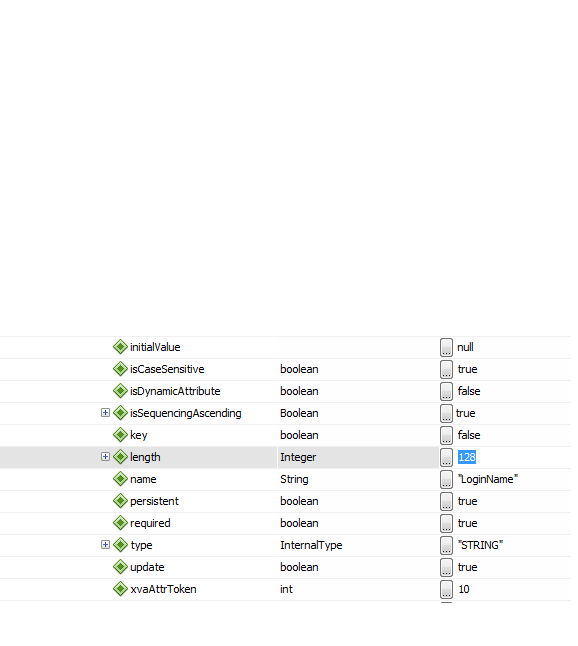 initialValue null
isCaseSensitive boolean ... true
isDynamicAttribute boolean ... false
isSequencingAscending Boolean ... true
key boolean ... false
length Integer ... 128
name String ... "LoginName"
persistent boolean ... true
required boolean ... true
type InternalType ... "STRING"
update boolean ... true
xvaAttrToken int ... 10